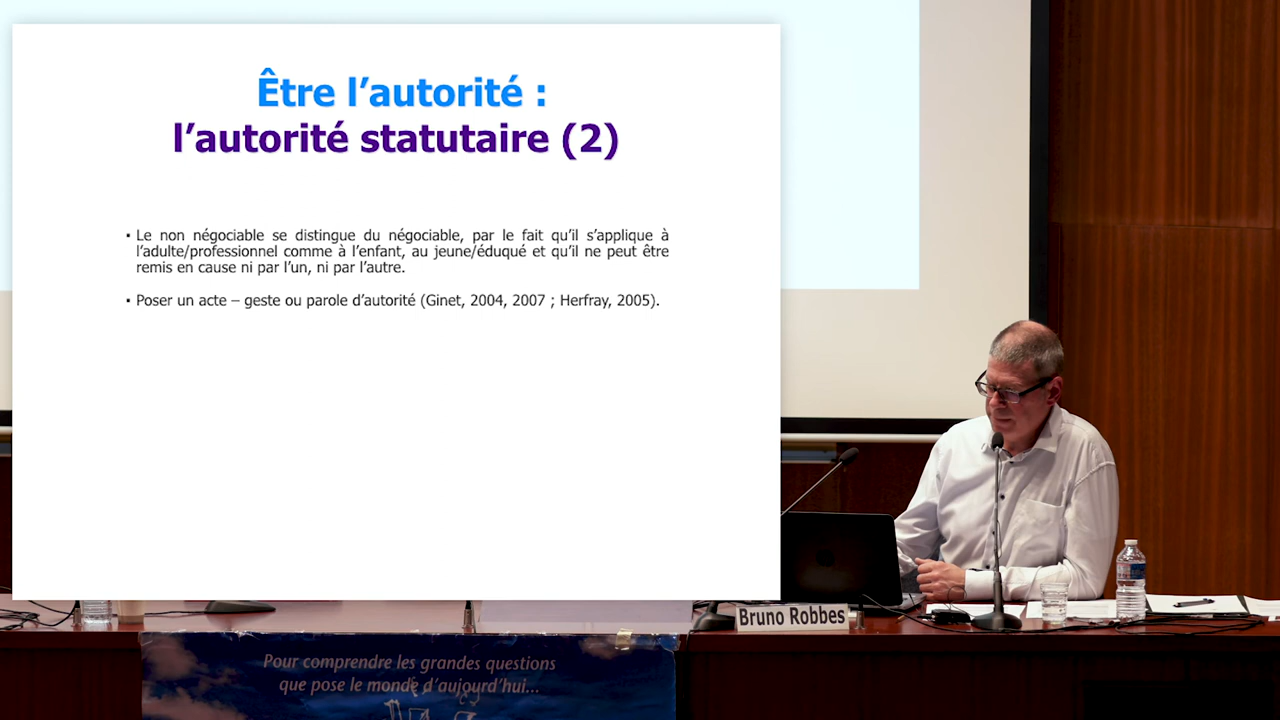 Être l’autorité :
l’autorité statutaire (2)
▪ Le non négociable se distingue du négociable, par le fait qu’il s’applique à
l’adulte/professionnel comme à l’enfant, au jeune/éduqué et qu’il ne peut être
remis en cause ni par l’un, ni par l’autre.
▪ Poser un acte – geste ou parole d’autorité (Ginet, 2004, 2007 ; Herfray, 2005).
Bruno Robbes
Pour comprendre les grandes questions
que pose le monde d’aujourd’hui...